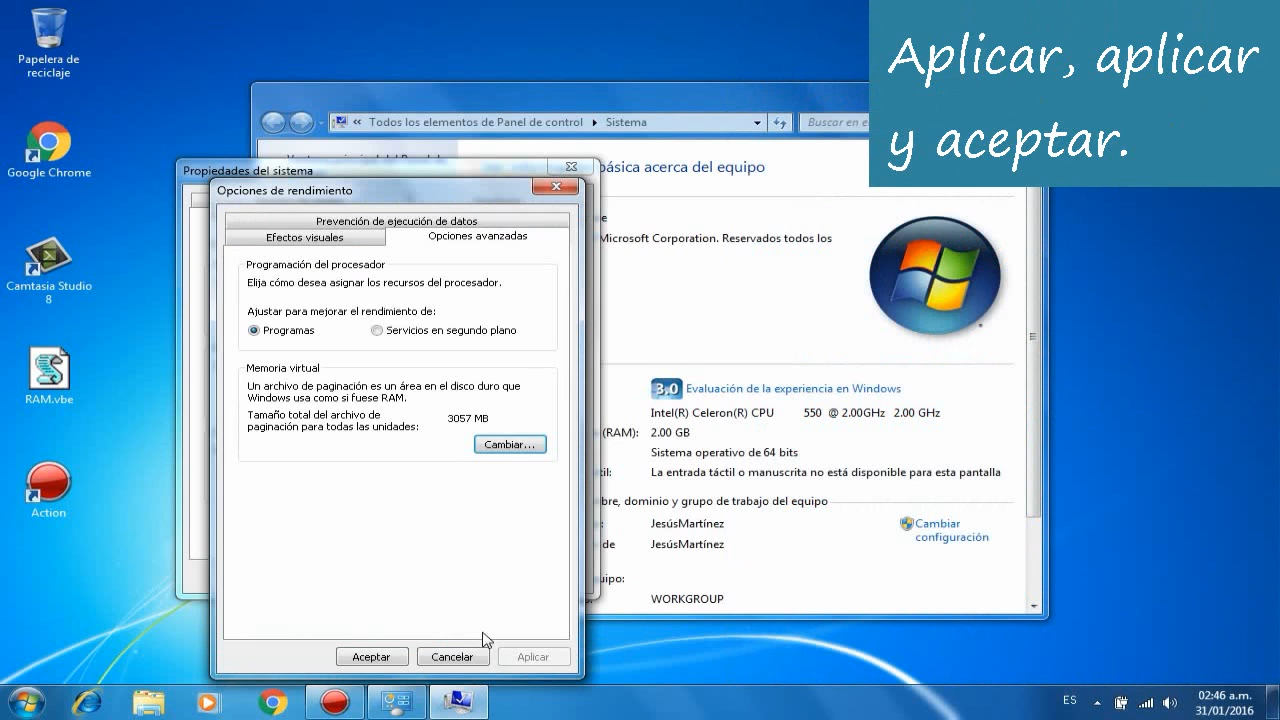 Papelera de
reciclaje
Google Chrome
Camtasia Studio
8
RAM.vbe
Action
Aplicar, aplicar
y aceptar.
Todos los elementos de Panel de control
Sistema
Buscar en e
básica acerca del equipo
Microsoft Corporation. Reservados todos los
3.0
Evaluación de la experiencia en Windows
Intel(R) Celeron(R) CPU 550 @ 2.00GHz 2.00 GHz
(RAM):
2.00 GB
Sistema operativo de 64 bits
La entrada táctil o manuscrita no está disponible para esta pantalla
bre, dominio y grupo de trabajo del equipo
JesúsMartínez
Cambiar
configuración
de
JesúsMartínez
uipo:
WORKGROUP
Propiedades del sistema
Opciones de rendimiento
Prevención de ejecución de datos
Efectos visuales
Opciones avanzadas
Programación del procesador
Elija cómo desea asignar los recursos del procesador.
Ajustar para mejorar el rendimiento de:
Programas
Servicios en segundo plano
Memoria virtual
Un archivo de paginación es un área en el disco duro que
Windows usa como si fuese RAM.
Tamaño total del archivo de
paginación para todas las unidades:
3057 MB
Cambiar...
Aceptar
Cancelar
Aplicar
ES
02:46 a.m.
31/01/2016